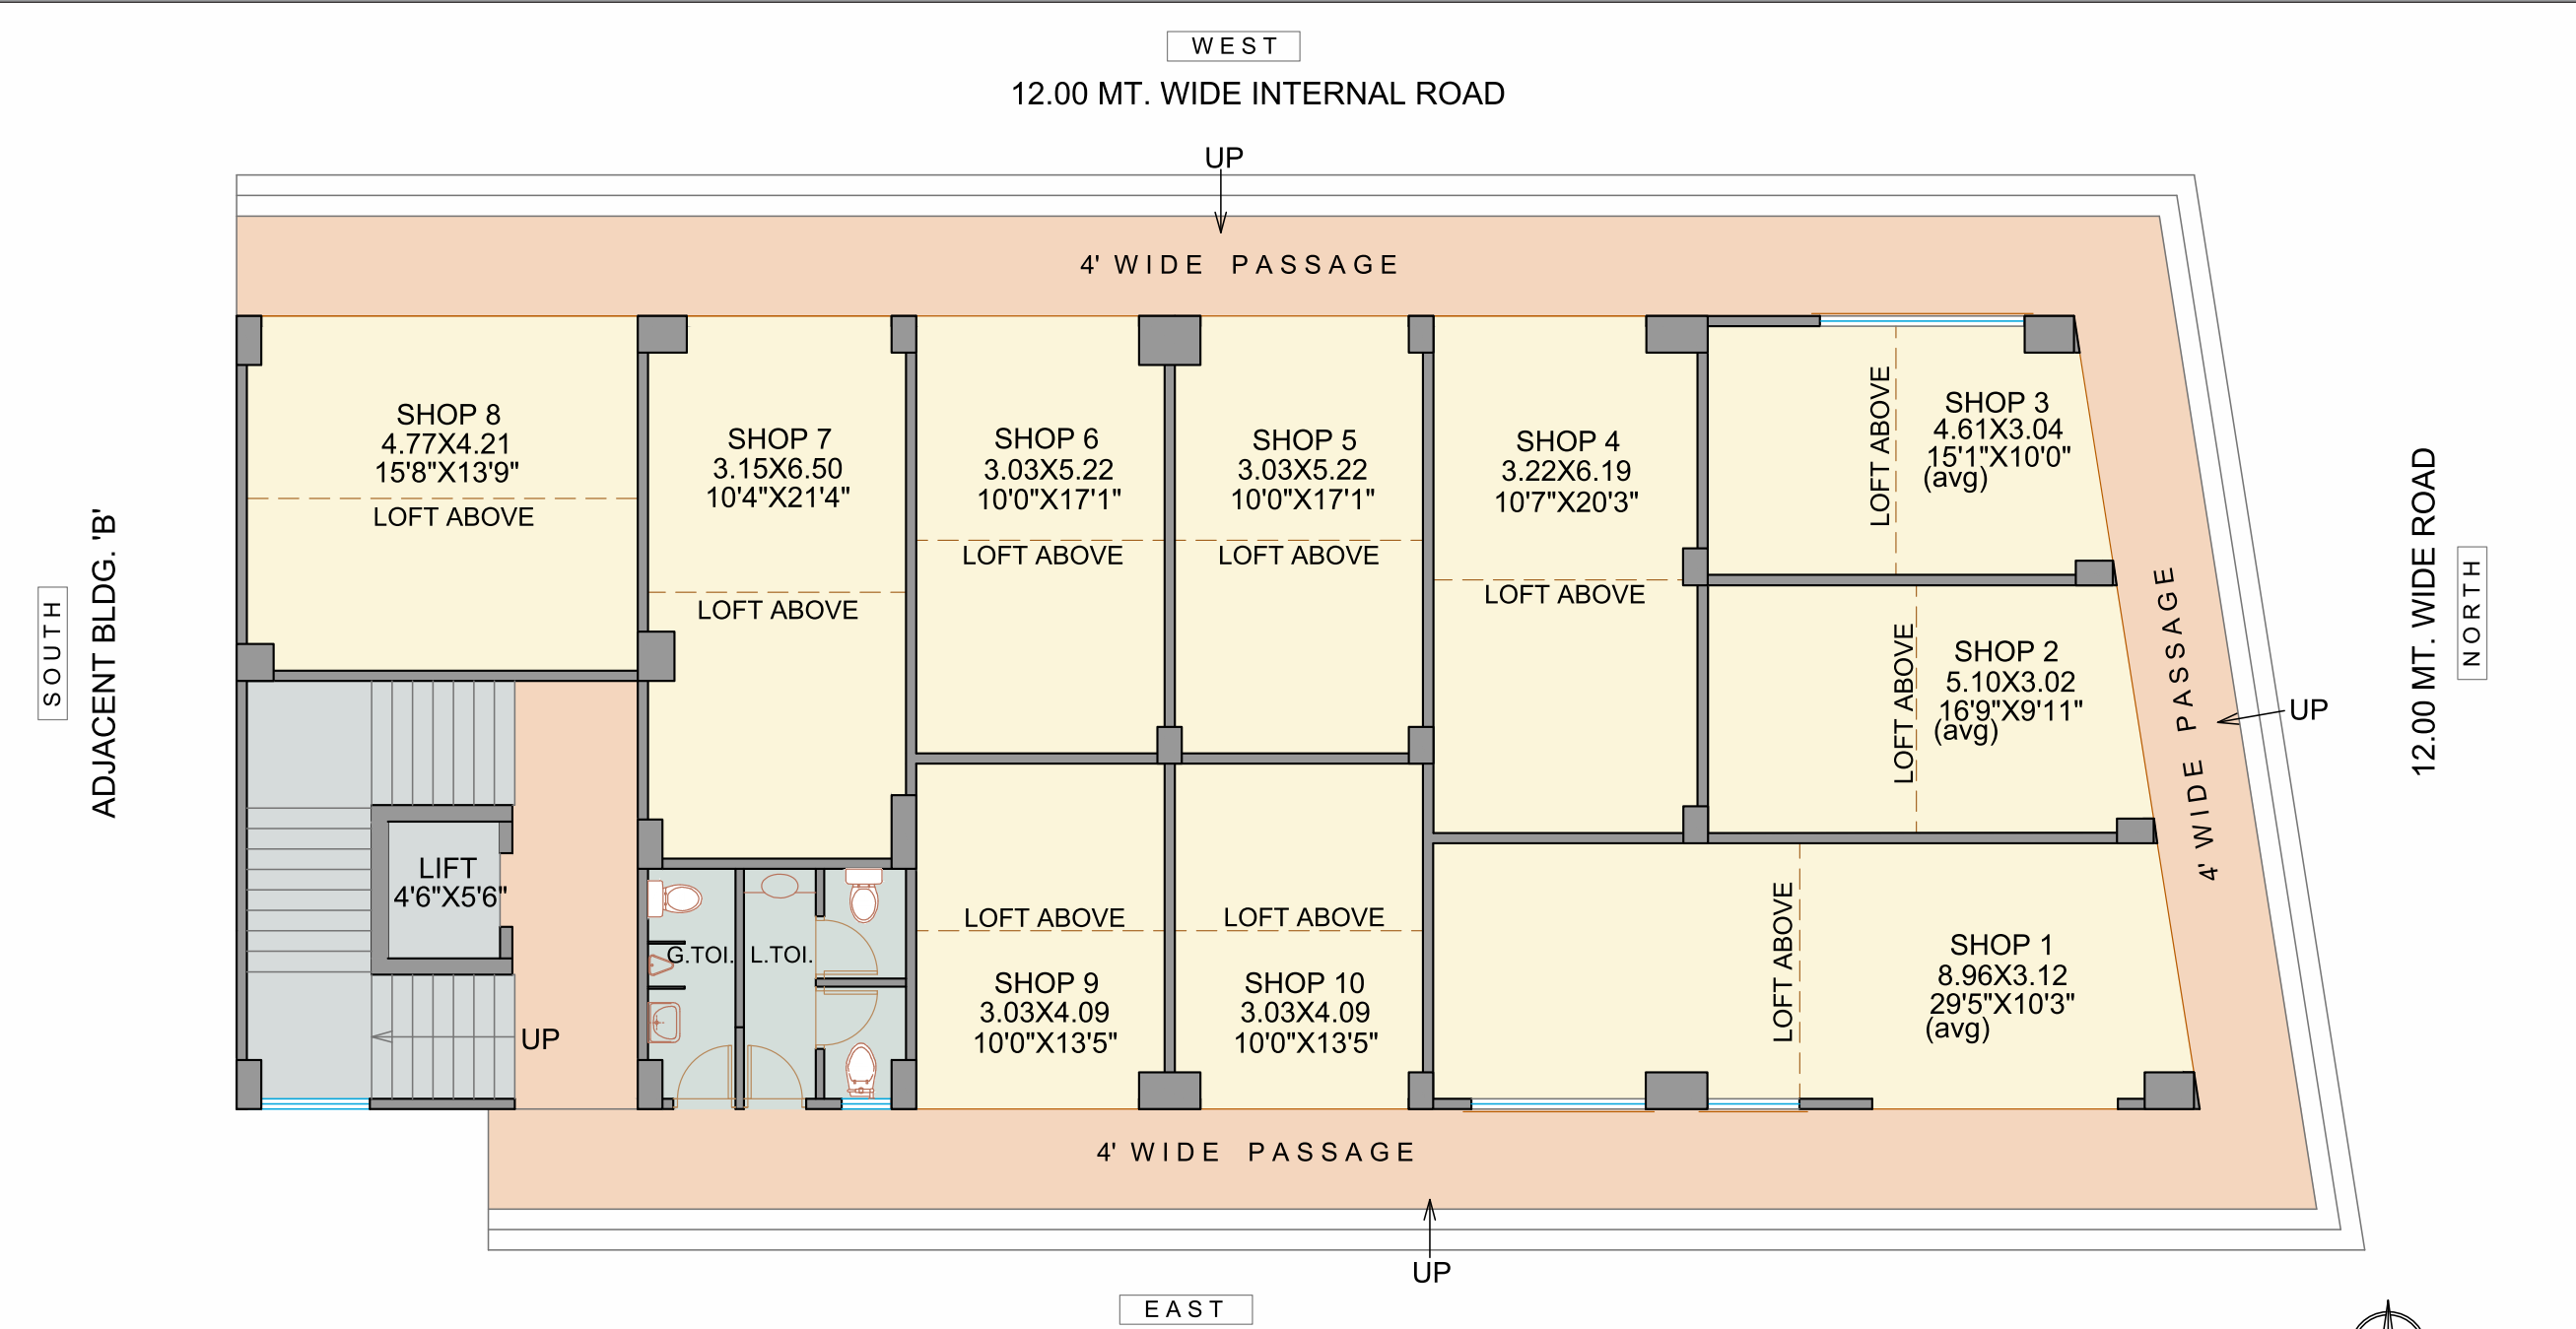 WEST
12.00 MT. WIDE INTERNAL ROAD
UP
4' WIDE PASSAGE
SHOP 8
4.77X4.21
15'8"X13'9"
LOFT ABOVE
SHOP 7
3.15X6.50
10'4"X21'4"
LOFT ABOVE
SHOP 6
3.03X5.22
10'0"X17'1"
LOFT ABOVE
SHOP 5
3.03X5.22
10'0"X17'1"
LOFT ABOVE
SHOP 4
3.22X6.19
10'7"X20'3"
LOFT ABOVE
LOFT ABOVE
SHOP 3
4.61X3.04
15'1"X10'0"
(avg)
LOFT ABOVE
SHOP 2
5.10X3.02
16'9"X9'11"
(avg)
4' WIDE PASSAGE
UP
12.00 MT. WIDE ROAD
NORTH
SOUTH
ADJACENT BLDG. 'B'
LIFT
4'6"X5'6"
UP
G.TOI.
L.TOI.
LOFT ABOVE
SHOP 9
3.03X4.09
10'0"X13'5"
LOFT ABOVE
SHOP 10
3.03X4.09
10'0"X13'5"
LOFT ABOVE
SHOP 1
8.96X3.12
29'5"X10'3"
(avg)
4' WIDE PASSAGE
UP
EAST